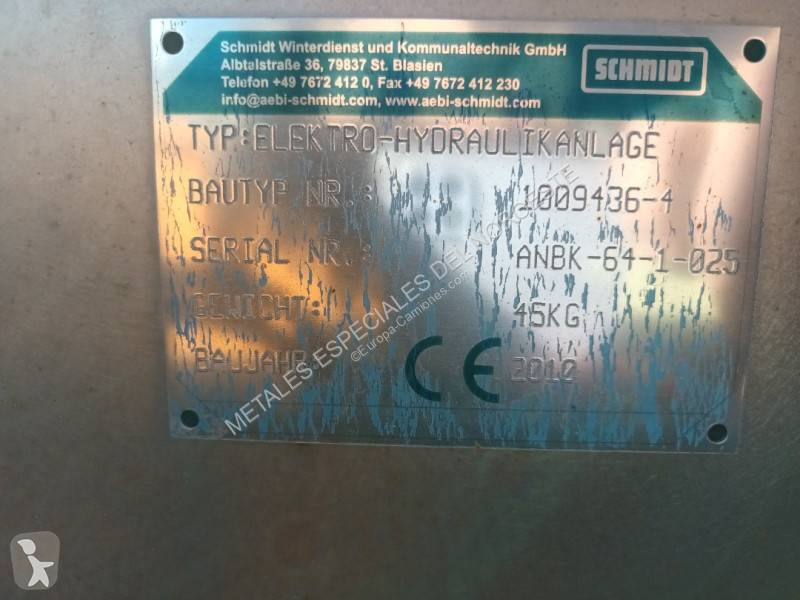 Schmidt Winterdienst und Kommunaltechnik GmbH
Albtelstraße 36, 79837 St. Blasien
Telefon +49 7672 412 0, Fax +49 7672 412 230
info@aebi-schmidt.com, www.aebi-schmidt.com
SCHMIDT
TYP: ELEKTRO-HYDRAULIKANLAGE
BAUTYP NR.: 1009436-4
SERIAL NR.: ANBK-64-1-025
GEWICHT: 45KG
BAUJAHR: 2010
CE
METALES ESPECIALES DEL NOROESTE
©Europa-Camiones.com